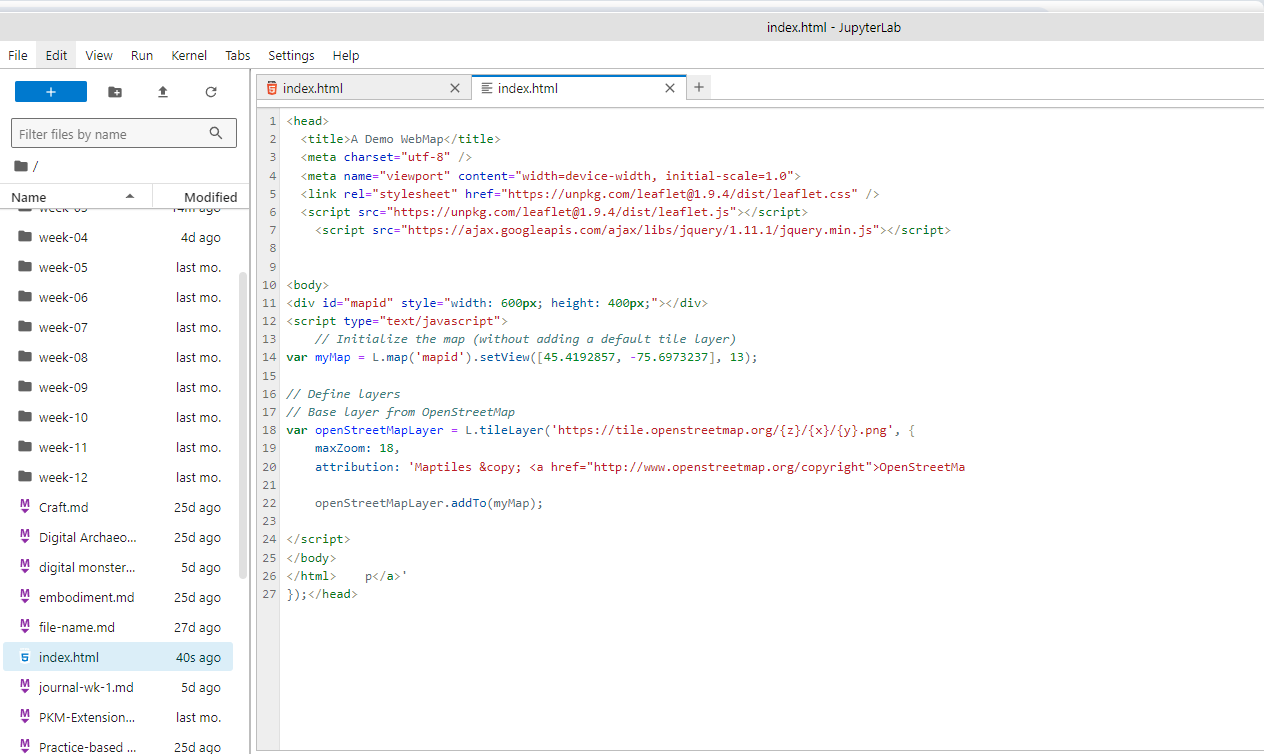 index.html - JupyterLab
File Edit View Run Kernel Tabs Settings Help
+
index.html
index.html
+
Filter files by name
/
Name Modified
week-03 14m ago
week-04 4d ago
week-05 last mo.
week-06 last mo.
week-07 last mo.
week-08 last mo.
week-09 last mo.
week-10 last mo.
week-11 last mo.
week-12 last mo.
Craft.md 25d ago
Digital Archaeo... 25d ago
digital monster... 5d ago
embodiment.md 25d ago
file-name.md 27d ago
index.html 40s ago
journal-wk-1.md 5d ago
PKM-Extension... last mo.
Practice-based ... 25d ago
1 <head>
2   <title>A Demo WebMap</title>
3   <meta charset="utf-8" />
4   <meta name="viewport" content="width=device-width, initial-scale=1.0">
5   <link rel="stylesheet" href="https://unpkg.com/leaflet@1.9.4/dist/leaflet.css" />
6   <script src="https://unpkg.com/leaflet@1.9.4/dist/leaflet.js"></script>
7     <script src="https://ajax.googleapis.com/ajax/libs/jquery/1.11.1/jquery.min.js"></script>
8
9
10 <body>
11 <div id="mapid" style="width: 600px; height: 400px;"></div>
12 <script type="text/javascript">
13     // Initialize the map (without adding a default tile layer)
14 var myMap = L.map('mapid').setView([45.4192857, -75.6973237], 13);
15
16 // Define layers
17 // Base layer from OpenStreetMap
18 var openStreetMapLayer = L.tileLayer('https://tile.openstreetmap.org/{z}/{x}/{y}.png', {
19     maxZoom: 18,
20     attribution: 'Maptiles &copy; <a href="http://www.openstreetmap.org/copyright">OpenStreetMa
21
22     openStreetMapLayer.addTo(myMap);
23
24 </script>
25 </body>
26 </html>    p</a>'
27 });</head>